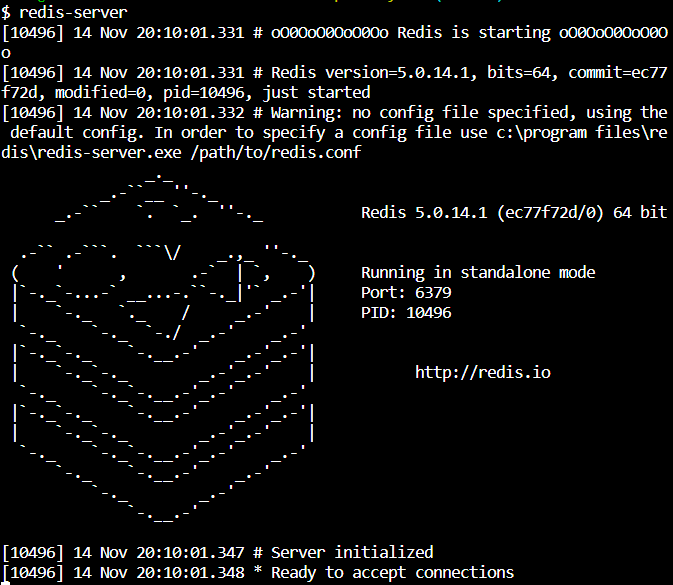 $ redis-server
[10496] 14 Nov 20:10:01.331 # oO0OoO0OoO0Oo Redis is starting oO0OoO0OoO0O
o
[10496] 14 Nov 20:10:01.331 # Redis version=5.0.14.1, bits=64, commit=ec77
f72d, modified=0, pid=10496, just started
[10496] 14 Nov 20:10:01.332 # Warning: no config file specified, using the
 default config. In order to specify a config file use c:\program files\re
dis\redis-server.exe /path/to/redis.conf
Redis 5.0.14.1 (ec77f72d/0) 64 bit
Running in standalone mode
Port: 6379
PID: 10496
http://redis.io
[10496] 14 Nov 20:10:01.347 # Server initialized
[10496] 14 Nov 20:10:01.348 * Ready to accept connections